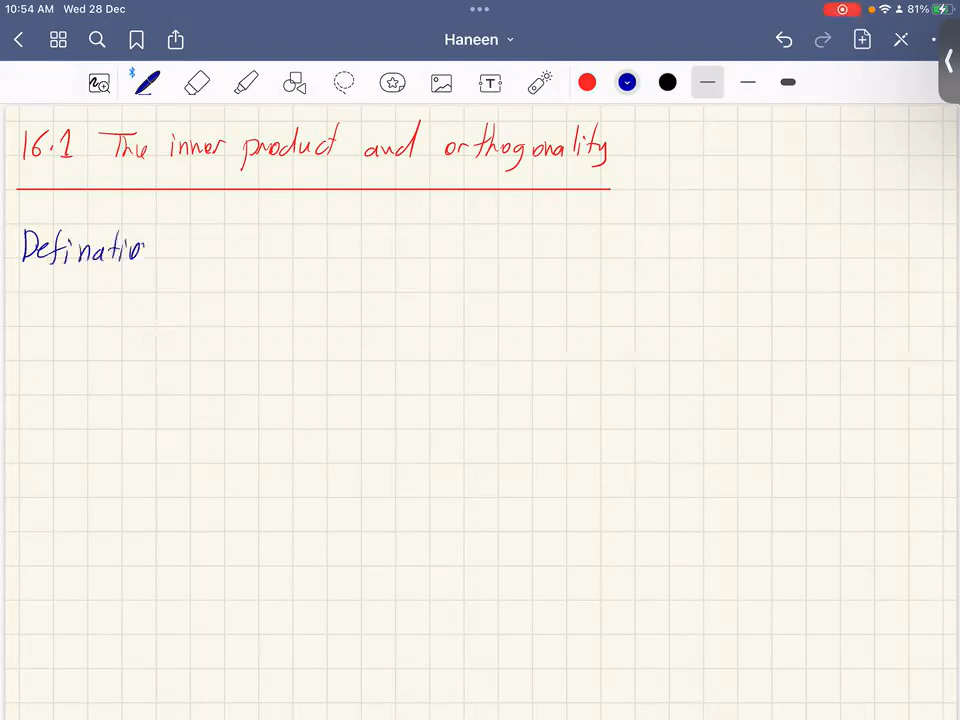 10:54 AM Wed 28 Dec
81%
Haneen
T
16.1 The inner product and orthogonality
Definatio